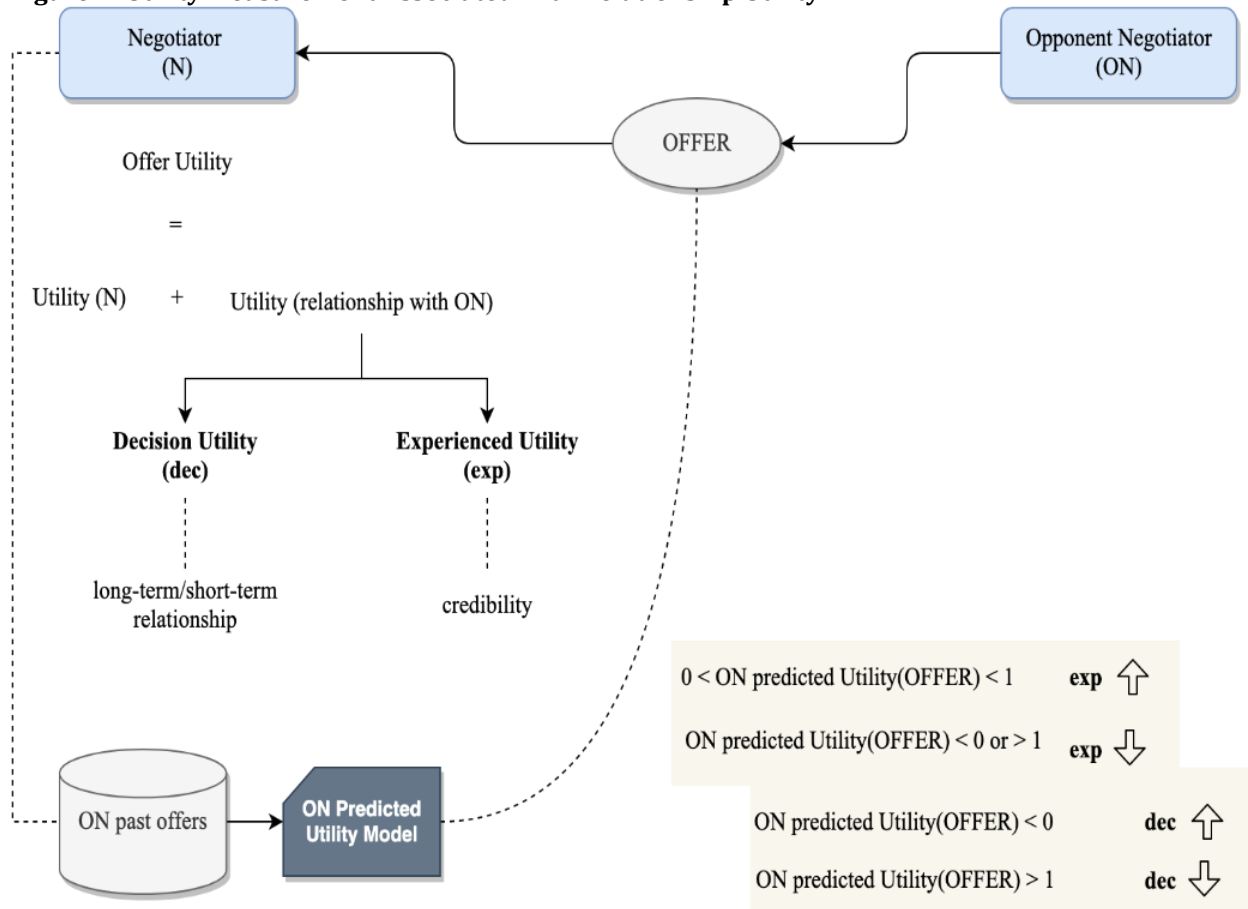 Negotiator
(N)
Opponent Negotiator
(ON)
OFFER
Offer Utility
=
Utility (N) + Utility (relationship with ON)
Decision Utility
(dec)
Experienced Utility
(exp)
long-term/short-term
relationship
credibility
0 < ON predicted Utility(OFFER) < 1 exp
ON predicted Utility(OFFER) < 0 or > 1 exp
ON predicted Utility(OFFER) < 0 dec
ON predicted Utility(OFFER) > 1 dec
ON past offers
ON Predicted
Utility Model